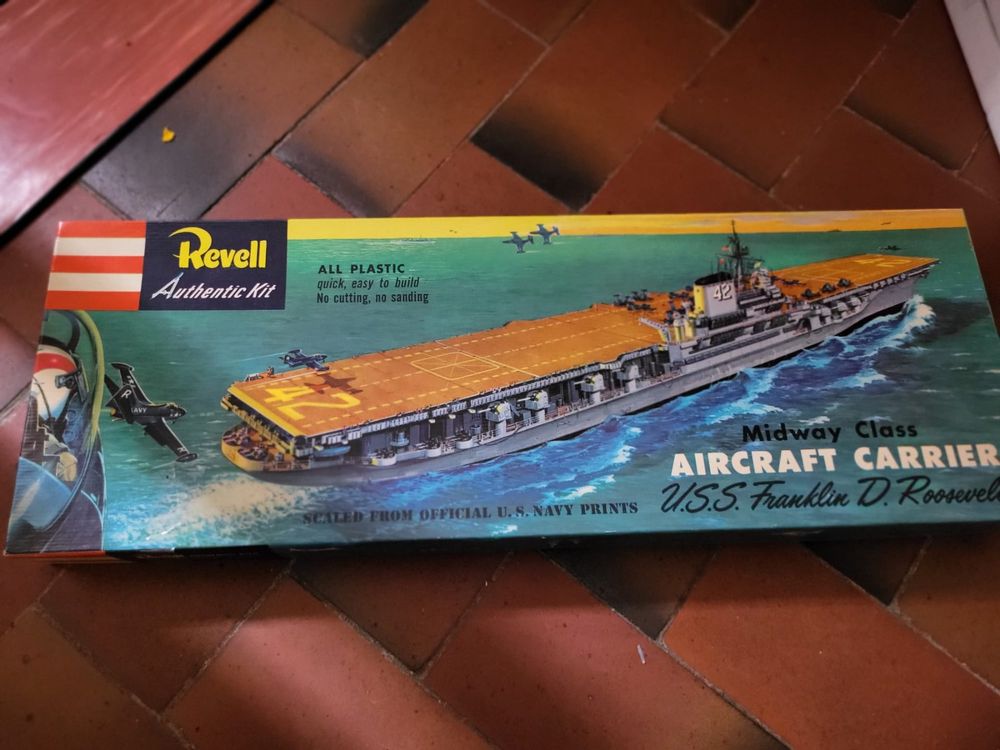 Revell
Authentic Kit
ALL PLASTIC
quick, easy to build
No cutting, no sanding
42
42
NAVY
Midway Class
AIRCRAFT CARRIER
U.S.S. Franklin D. Roosevel
SCALED FROM OFFICIAL U. S. NAVY PRINTS